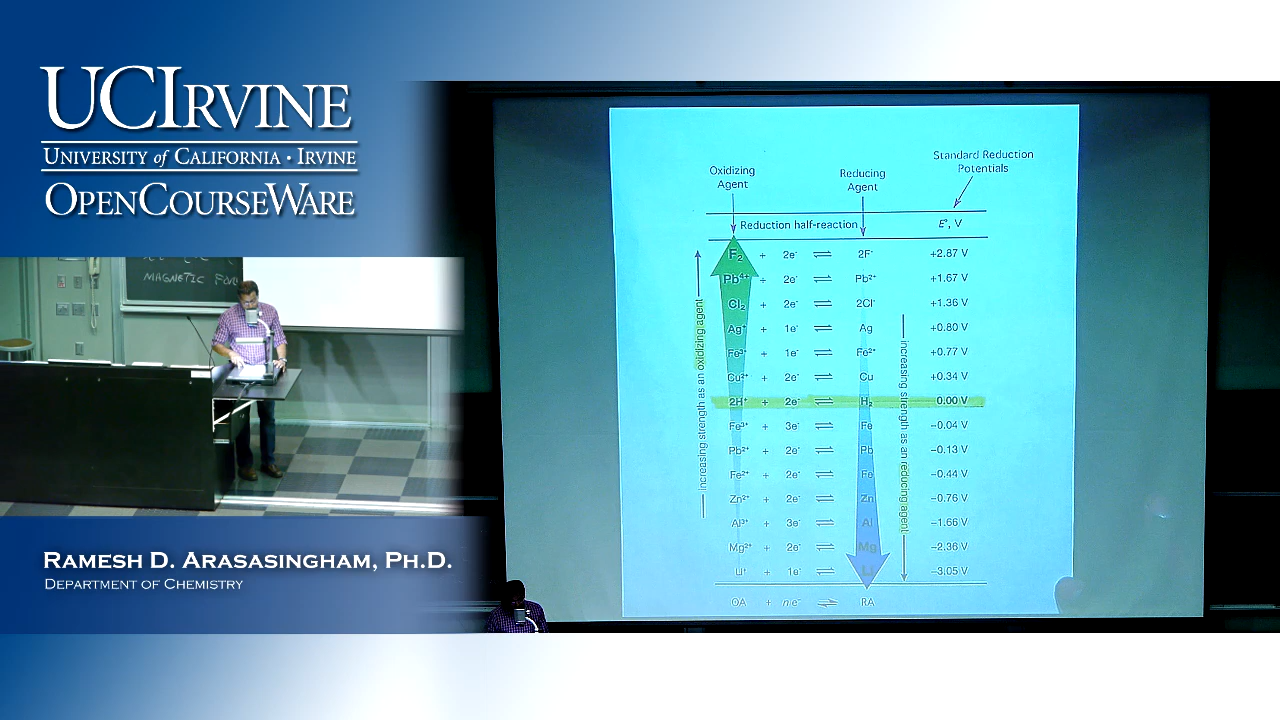 UCIRVINE
UNIVERSITY of CALIFORNIA · IRVINE
OPENCOURSEWARE
MAGNETIC
RAMESH D. ARASASINGHAM, PH.D.
DEPARTMENT OF CHEMISTRY
Oxidizing Agent
Reducing Agent
Standard Reduction Potentials
Reduction half-reaction E°, V
F₂ + 2e⁻ ⇌ 2F⁻ +2.87 V
Pb⁴⁺ + 2e⁻ ⇌ Pb²⁺ +1.67 V
Cl₂ + 2e⁻ ⇌ 2Cl⁻ +1.36 V
Ag⁺ + 1e⁻ ⇌ Ag +0.80 V
Fe³⁺ + 1e⁻ ⇌ Fe²⁺ +0.77 V
Cu²⁺ + 2e⁻ ⇌ Cu +0.34 V
2H⁺ + 2e⁻ ⇌ H₂ 0.00 V
Fe³⁺ + 3e⁻ ⇌ Fe −0.04 V
Pb²⁺ + 2e⁻ ⇌ Pb −0.13 V
Fe²⁺ + 2e⁻ ⇌ Fe −0.44 V
Zn²⁺ + 2e⁻ ⇌ Zn −0.76 V
Al³⁺ + 3e⁻ ⇌ Al −1.66 V
Mg²⁺ + 2e⁻ ⇌ Mg −2.36 V
Li⁺ + 1e⁻ ⇌ Li −3.05 V
OA + ne⁻ ⇌ RA
increasing strength as an oxidizing agent
increasing strength as an reducing agent